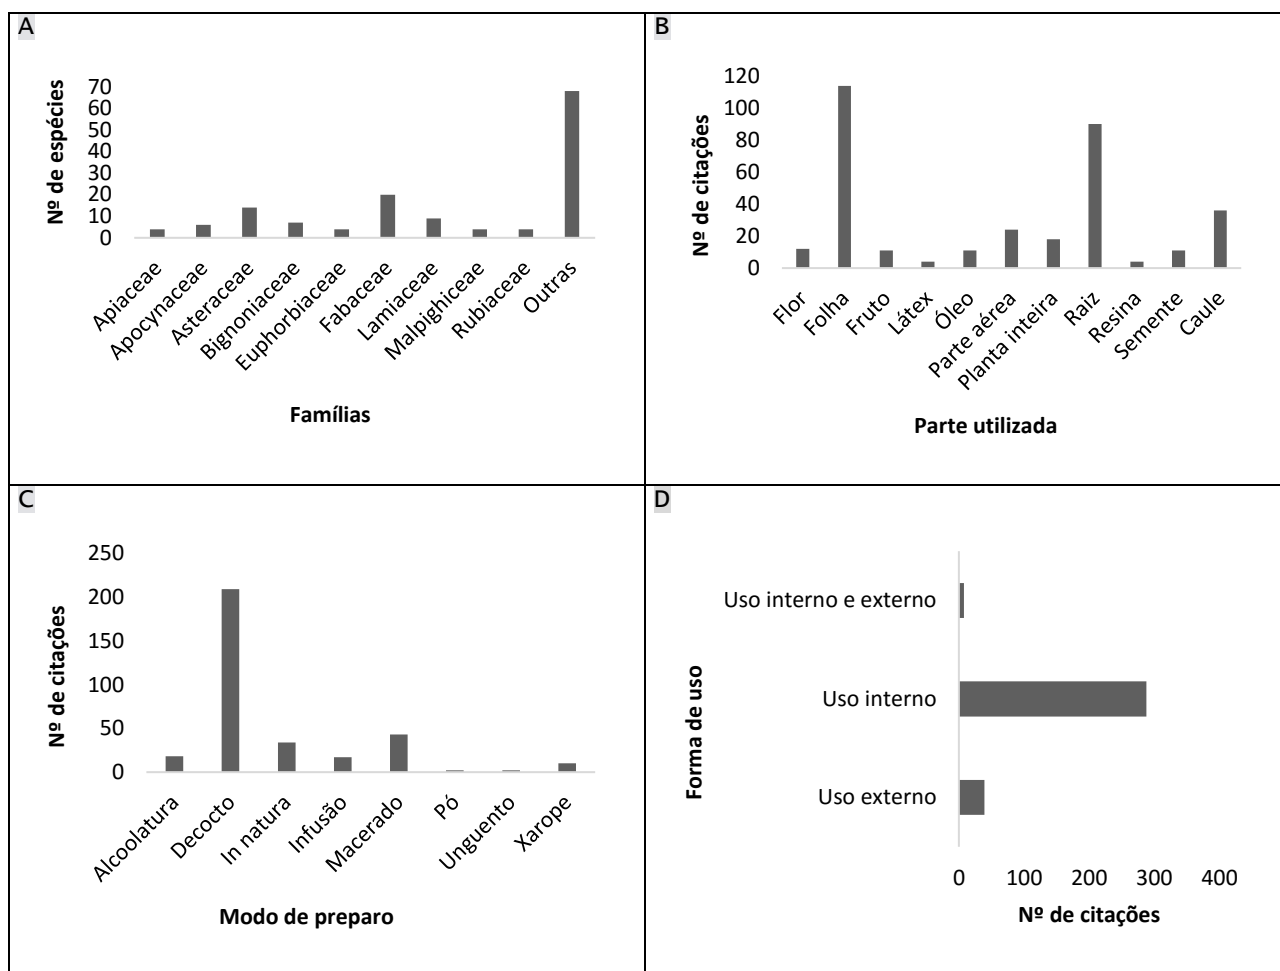 A
Nº de espécies
70
60
50
40
30
20
10
0
Apiaceae
Apocynaceae
Asteraceae
Bignoniaceae
Euphorbiaceae
Fabaceae
Lamiaceae
Malpighiceae
Rubiaceae
Outras
Famílias
B
Nº de citações
120
100
80
60
40
20
0
Flor
Folha
Fruto
Látex
Óleo
Parte aérea
Planta inteira
Raiz
Resina
Semente
Caule
Parte utilizada
C
Nº de citações
250
200
150
100
50
0
Alcoolatura
Decocto
In natura
Infusão
Macerado
Pó
Unguento
Xarope
Modo de preparo
D
Forma de uso
Uso interno e externo
Uso interno
Uso externo
0 100 200 300 400
Nº de citações